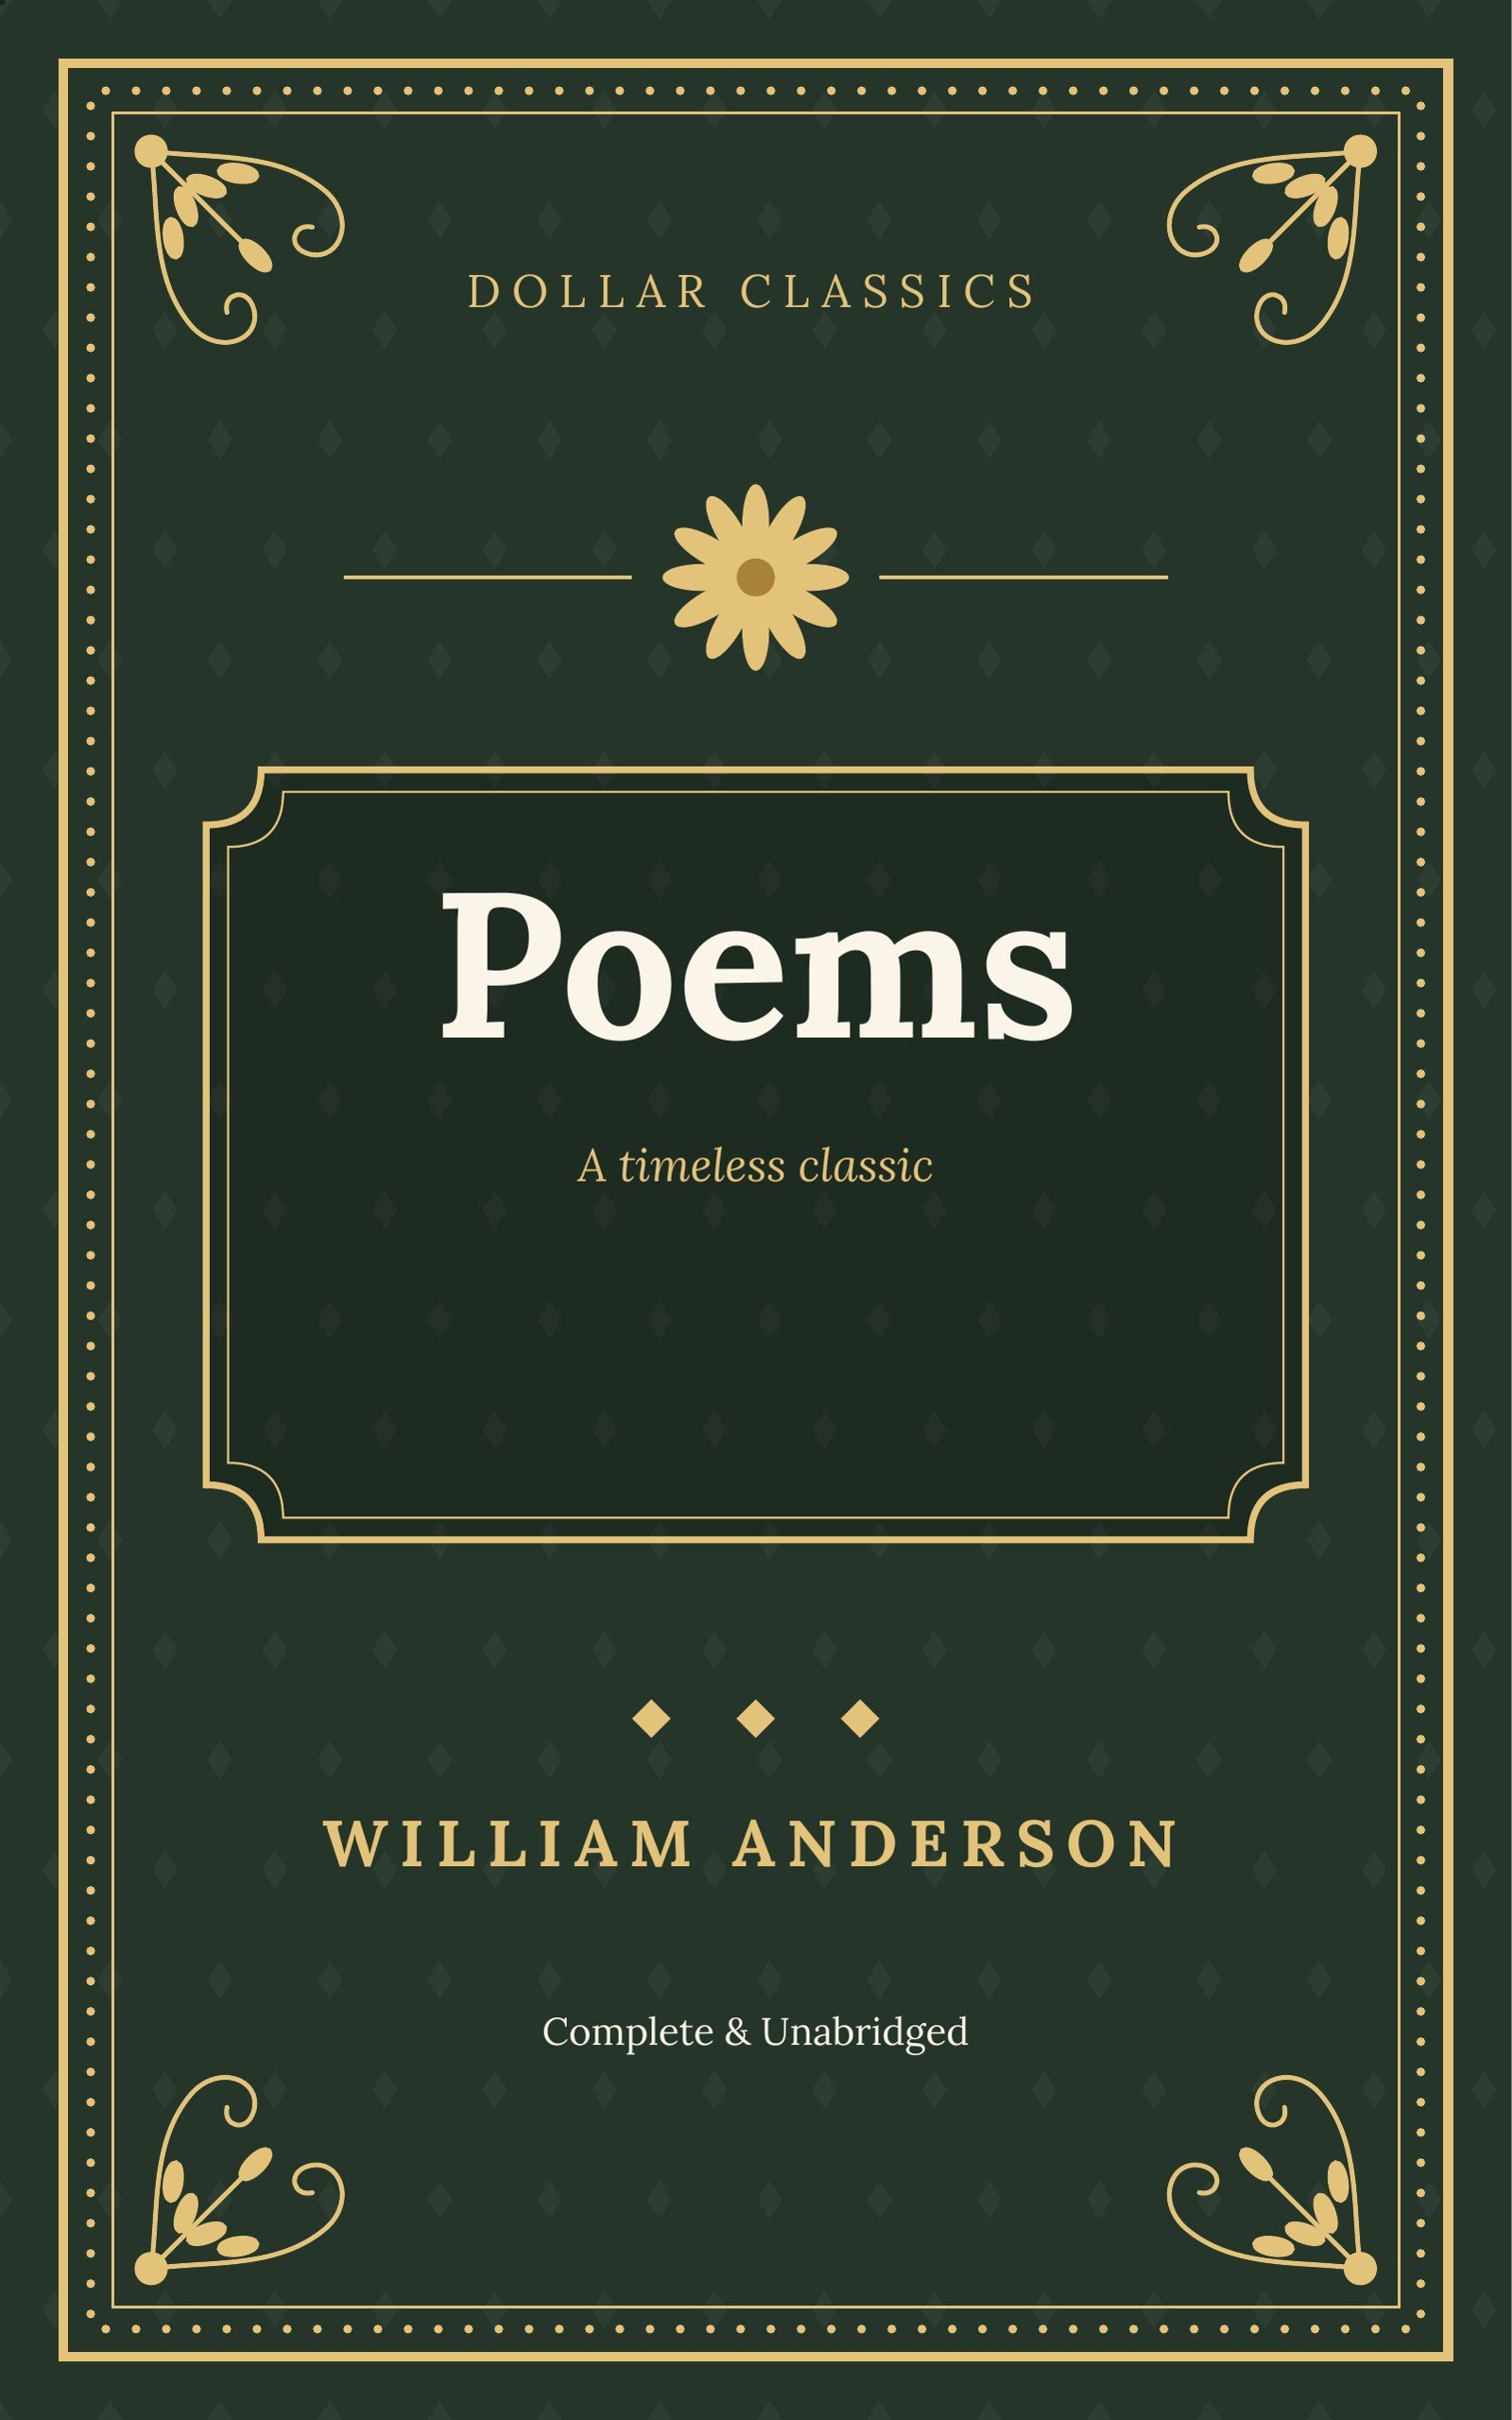 DOLLAR CLASSICS
Poems
A timeless classic
WILLIAM ANDERSON
Complete & Unabridged